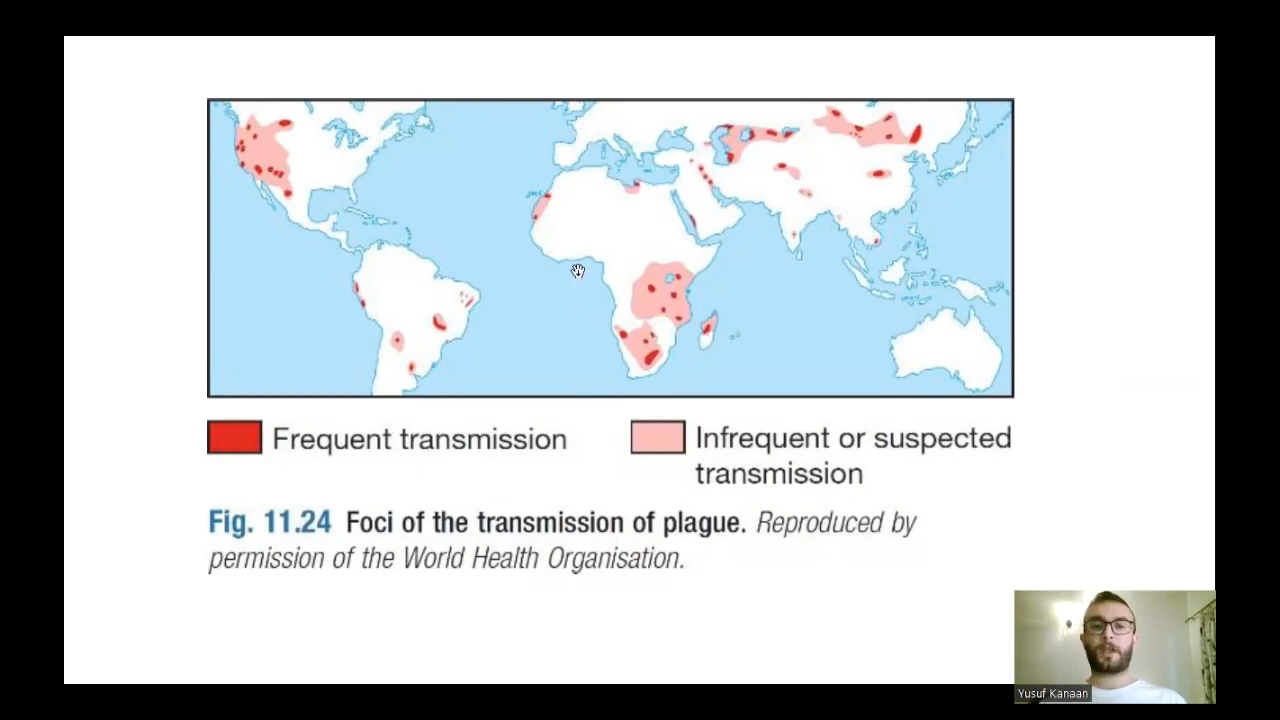 Frequent transmission
Infrequent or suspected
transmission
Fig. 11.24 Foci of the transmission of plague. Reproduced by
permission of the World Health Organisation.
Yusuf Kanaan